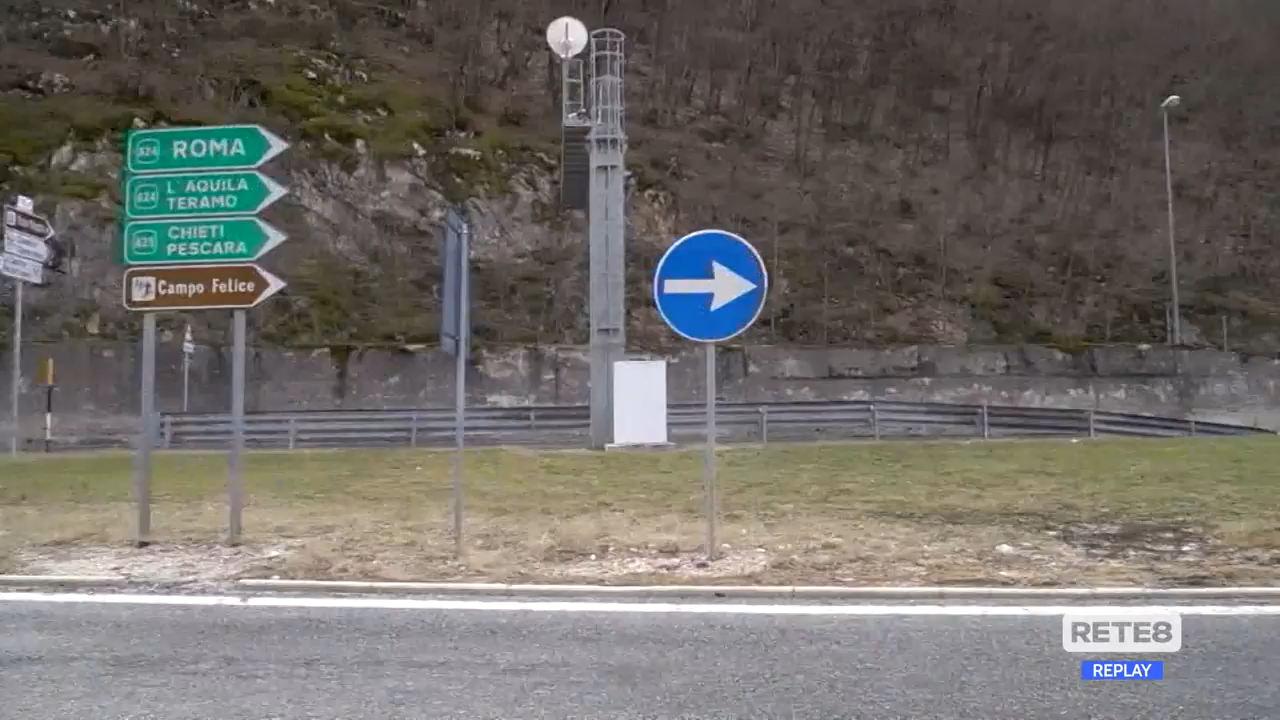 A24 ROMA
A24 L'AQUILA
TERAMO
A25 CHIETI
PESCARA
Campo Felice
RETE8
REPLAY